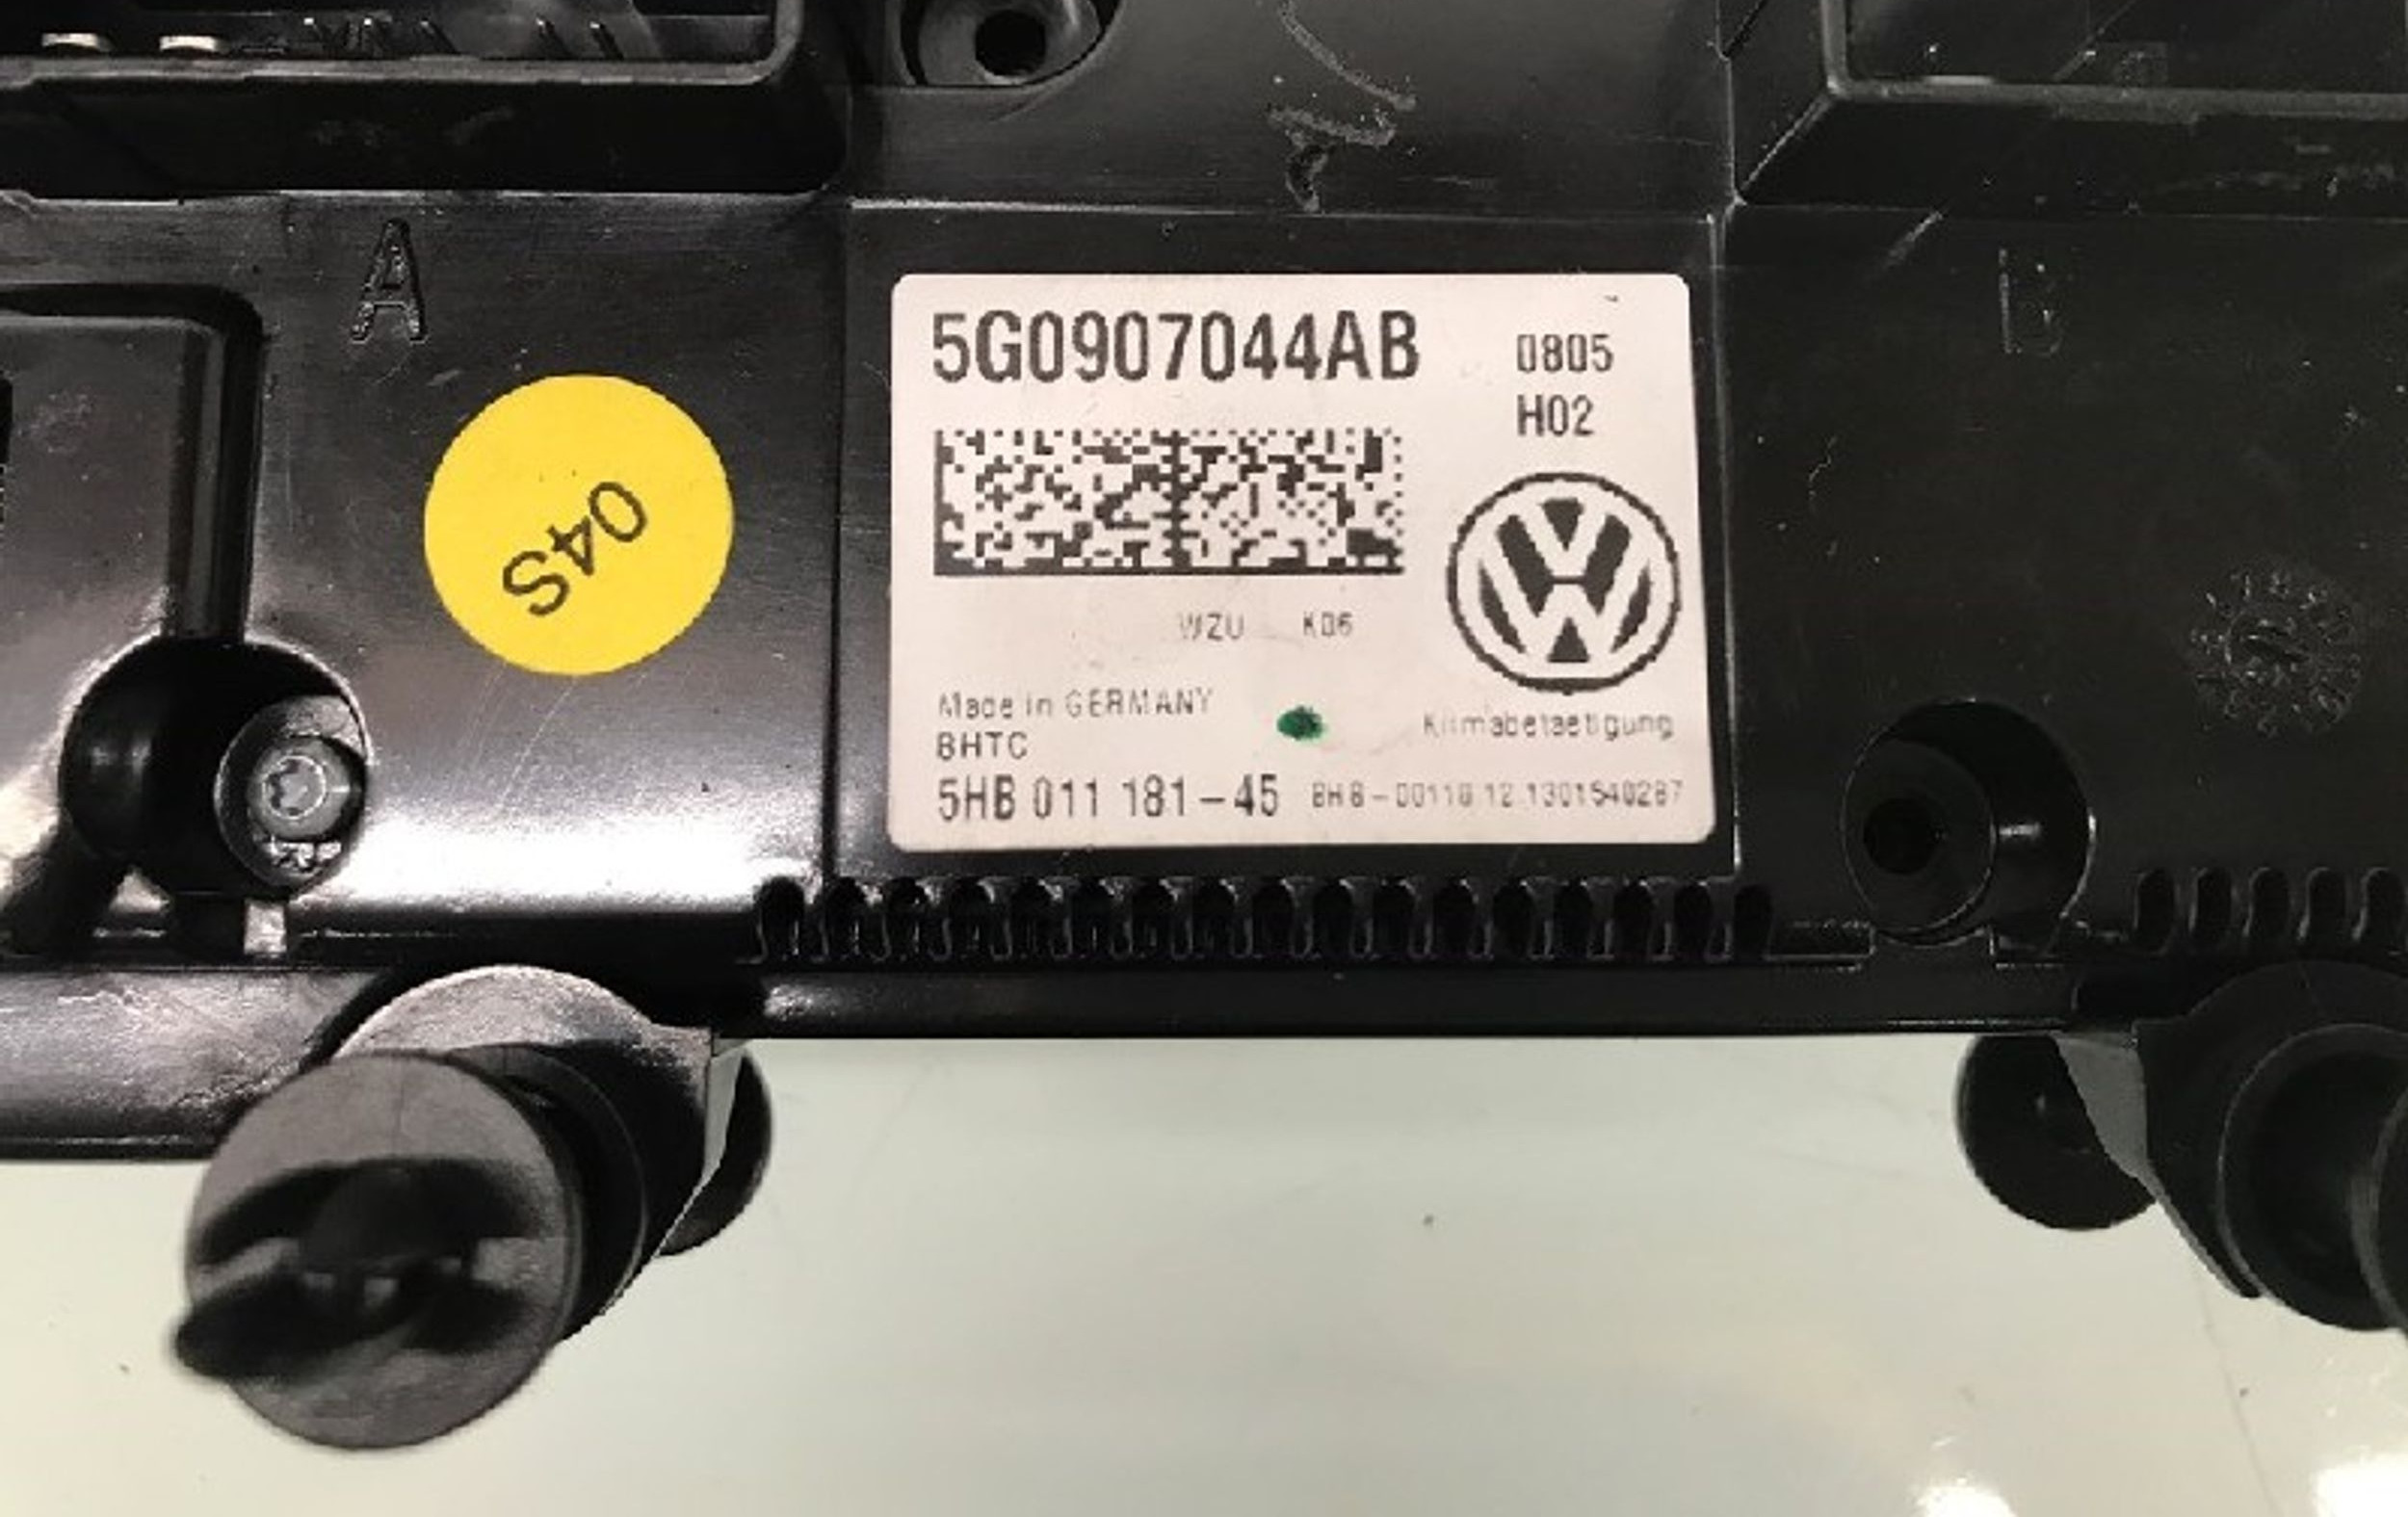 A
B
04S
5G0907044AB
0805
H02
WZU K06
Made in GERMANY
BHTC
Klimabetaetigung
5HB 011 181-45